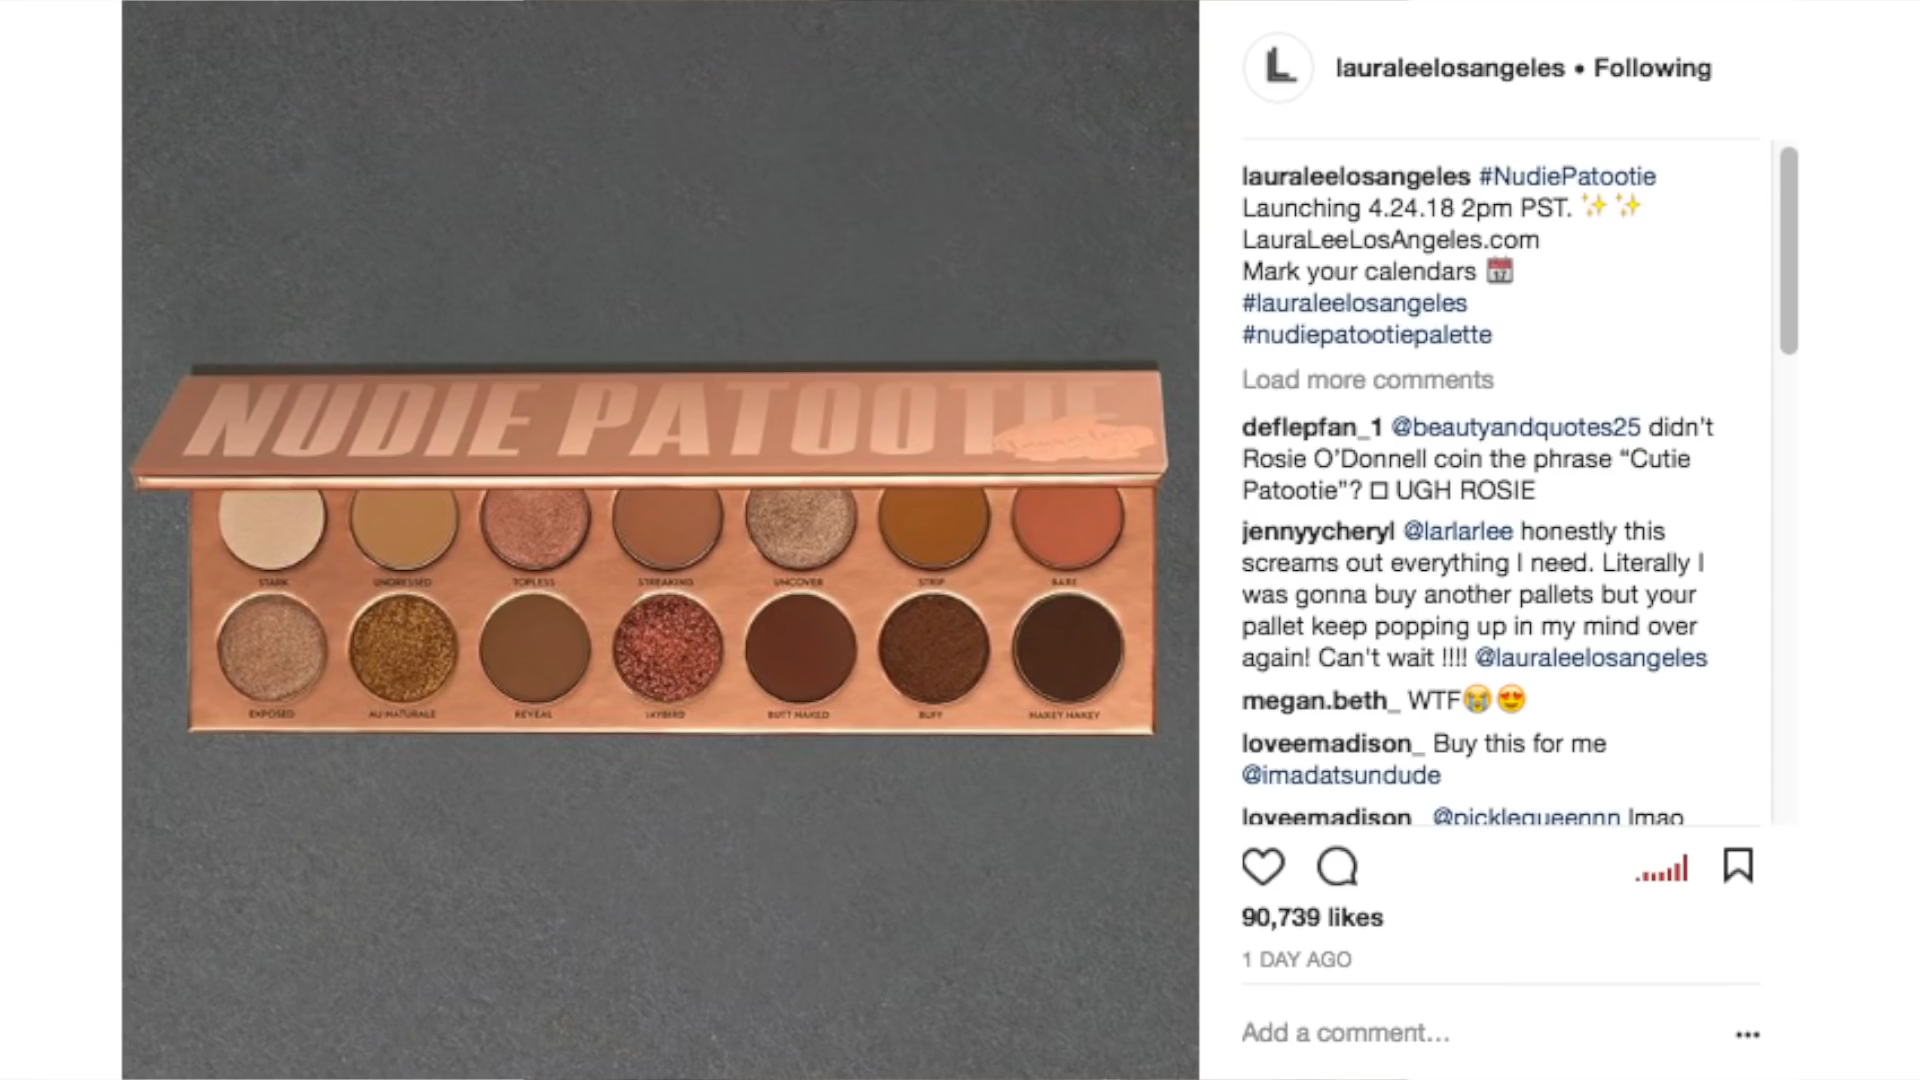 lauraleelosangeles • Following
NUDIE PATOOTIE
STARK UNDRESSED TOPLESS STREAKING UNCOVER STRIP BARE
EXPOSED AU NATURALE REVEAL JAYBIRD BUTT NAKED BUFF NAKEY NAKEY
lauraleelosangeles #NudiePatootie
Launching 4.24.18 2pm PST. ✨✨
LauraLeeLosAngeles.com
Mark your calendars 📅
#lauraleelosangeles
#nudiepatootiepalette
Load more comments
deflepfan_1 @beautyandquotes25 didn't
Rosie O'Donnell coin the phrase “Cutie
Patootie”? □ UGH ROSIE
jennyycheryl @larlarlee honestly this
screams out everything I need. Literally I
was gonna buy another pallets but your
pallet keep popping up in my mind over
again! Can't wait !!!! @lauraleelosangeles
megan.beth_ WTF😭😍
loveemadison_ Buy this for me
@imadatsundude
loveemadison_ @picklequeennn lmao
90,739 likes
1 DAY AGO
Add a comment...